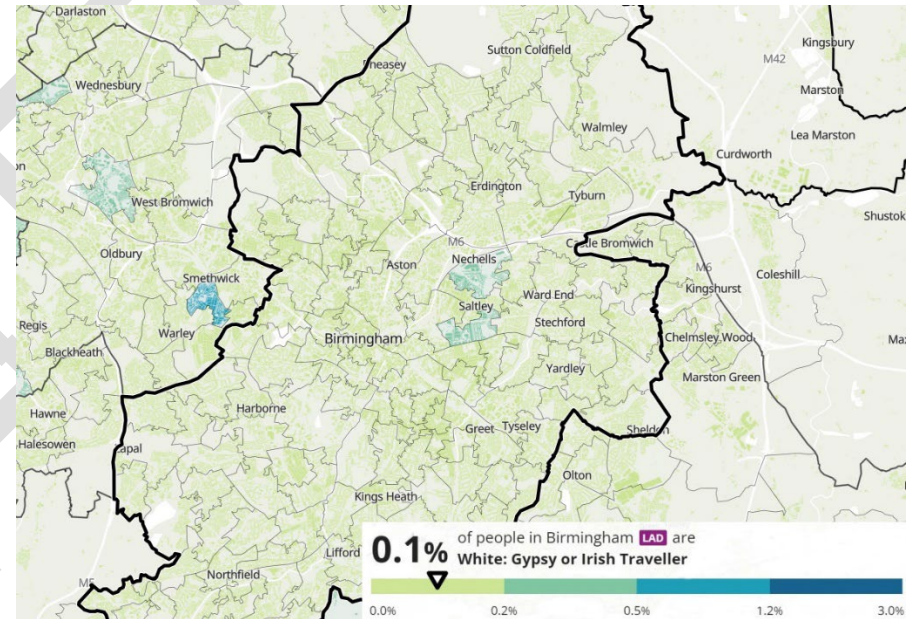 Darlaston
Kingsbury
Sutton Coldfield
M42
Wednesbury
Marston
Walmley
Lea Marston
Curdworth
Erdington
Tyburn
West Bromwich
M6
Castle Bromwich
Oldbury
Nechells
Aston
M6
Coleshill
Smethwick
Kingshurst
Saltley
Ward End
Regis
Stechford
Warley
Birmingham
Chelmsley Wood
Blackheath
Yardley
Marston Green
Harborne
Hawne
Greet
Tyseley
Sheldon
Halesowen
Olton
Kings Heath
Lifford
Northfield
M5
0.1%
of people in Birmingham LAD are
White: Gypsy or Irish Traveller
0.0% 0.2% 0.5% 1.2% 3.0%